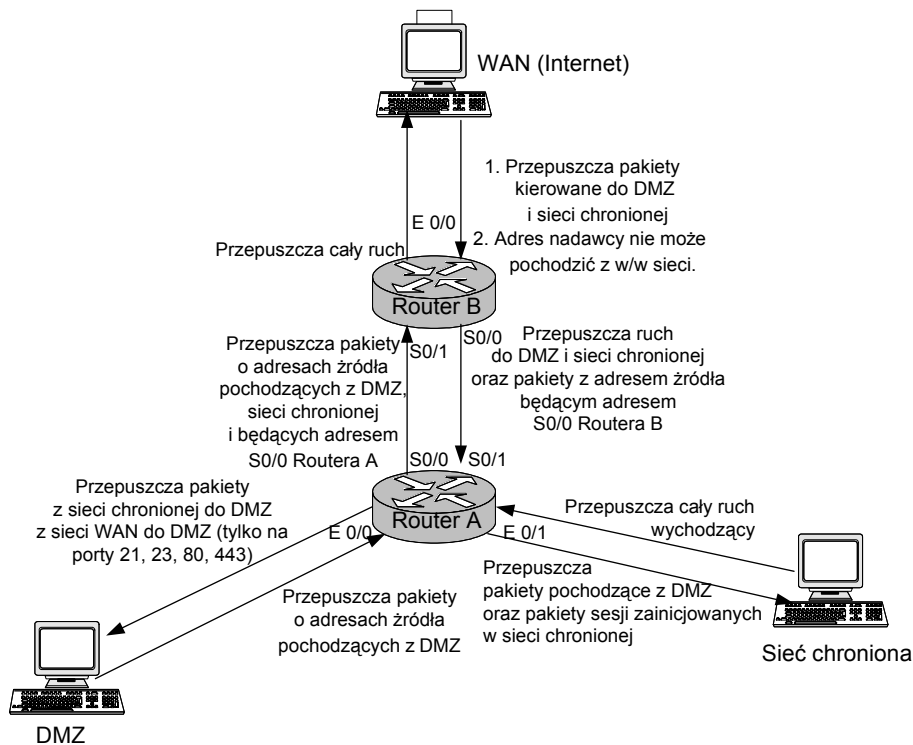 WAN (Internet)
1. Przepuszcza pakiety
kierowane do DMZ
i sieci chronionej
2. Adres nadawcy nie może
pochodzić z w/w sieci.
E 0/0
Przepuszcza cały ruch
Router B
Przepuszcza pakiety
o adresach żródła
pochodzących z DMZ,
sieci chronionej
i będących adresem
S0/0 Routera A
S0/1
S0/0
Przepuszcza ruch
do DMZ i sieci chronionej
oraz pakiety z adresem żródła
będącym adresem
S0/0 Routera B
S0/0
S0/1
Router A
Przepuszcza pakiety
z sieci chronionej do DMZ
z sieci WAN do DMZ (tylko na
porty 21, 23, 80, 443)
E 0/0
E 0/1
Przepuszcza cały ruch
wychodzący
Przepuszcza
pakiety pochodzące z DMZ
oraz pakiety sesji zainicjowanych
w sieci chronionej
Przepuszcza pakiety
o adresach żródła
pochodzących z DMZ
Sieć chroniona
DMZ